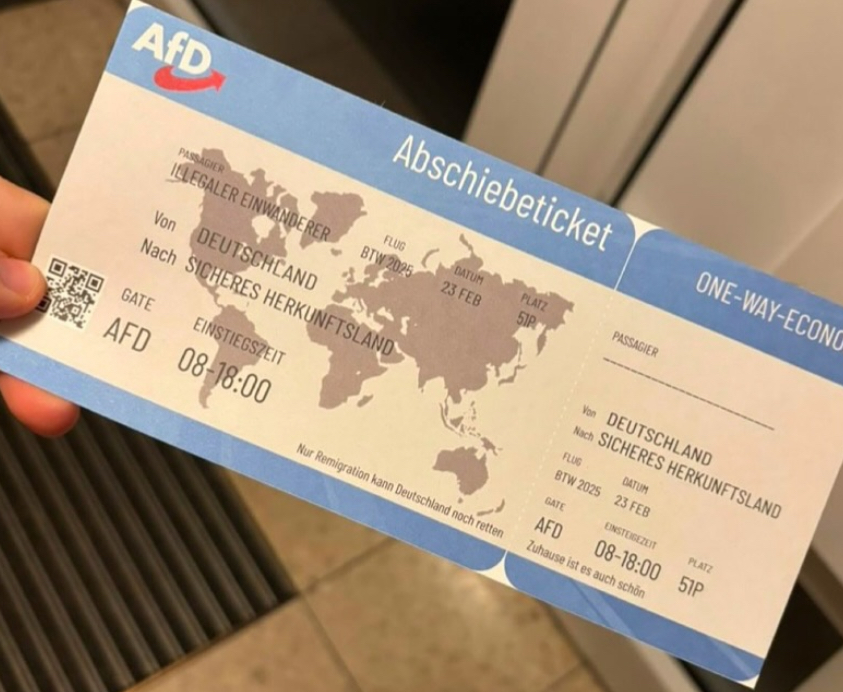 AfD
Abschiebeticket
PASSAGIER
ILLEGALER EINWANDERER
Von DEUTSCHLAND
Nach SICHERES HERKUNFTSLAND
FLUG
BTW 2025
DATUM
23 FEB
PLATZ
51P
GATE
AFD
EINSTIEGSZEIT
08-18:00
Nur Remigration kann Deutschland noch retten
ONE-WAY-ECONO
PASSAGIER
Von DEUTSCHLAND
Nach SICHERES HERKUNFTSLAND
FLUG
BTW 2025
DATUM
23 FEB
GATE
AFD
EINSTEIGEZEIT
08-18:00
PLATZ
51P
Zuhause ist es auch schön